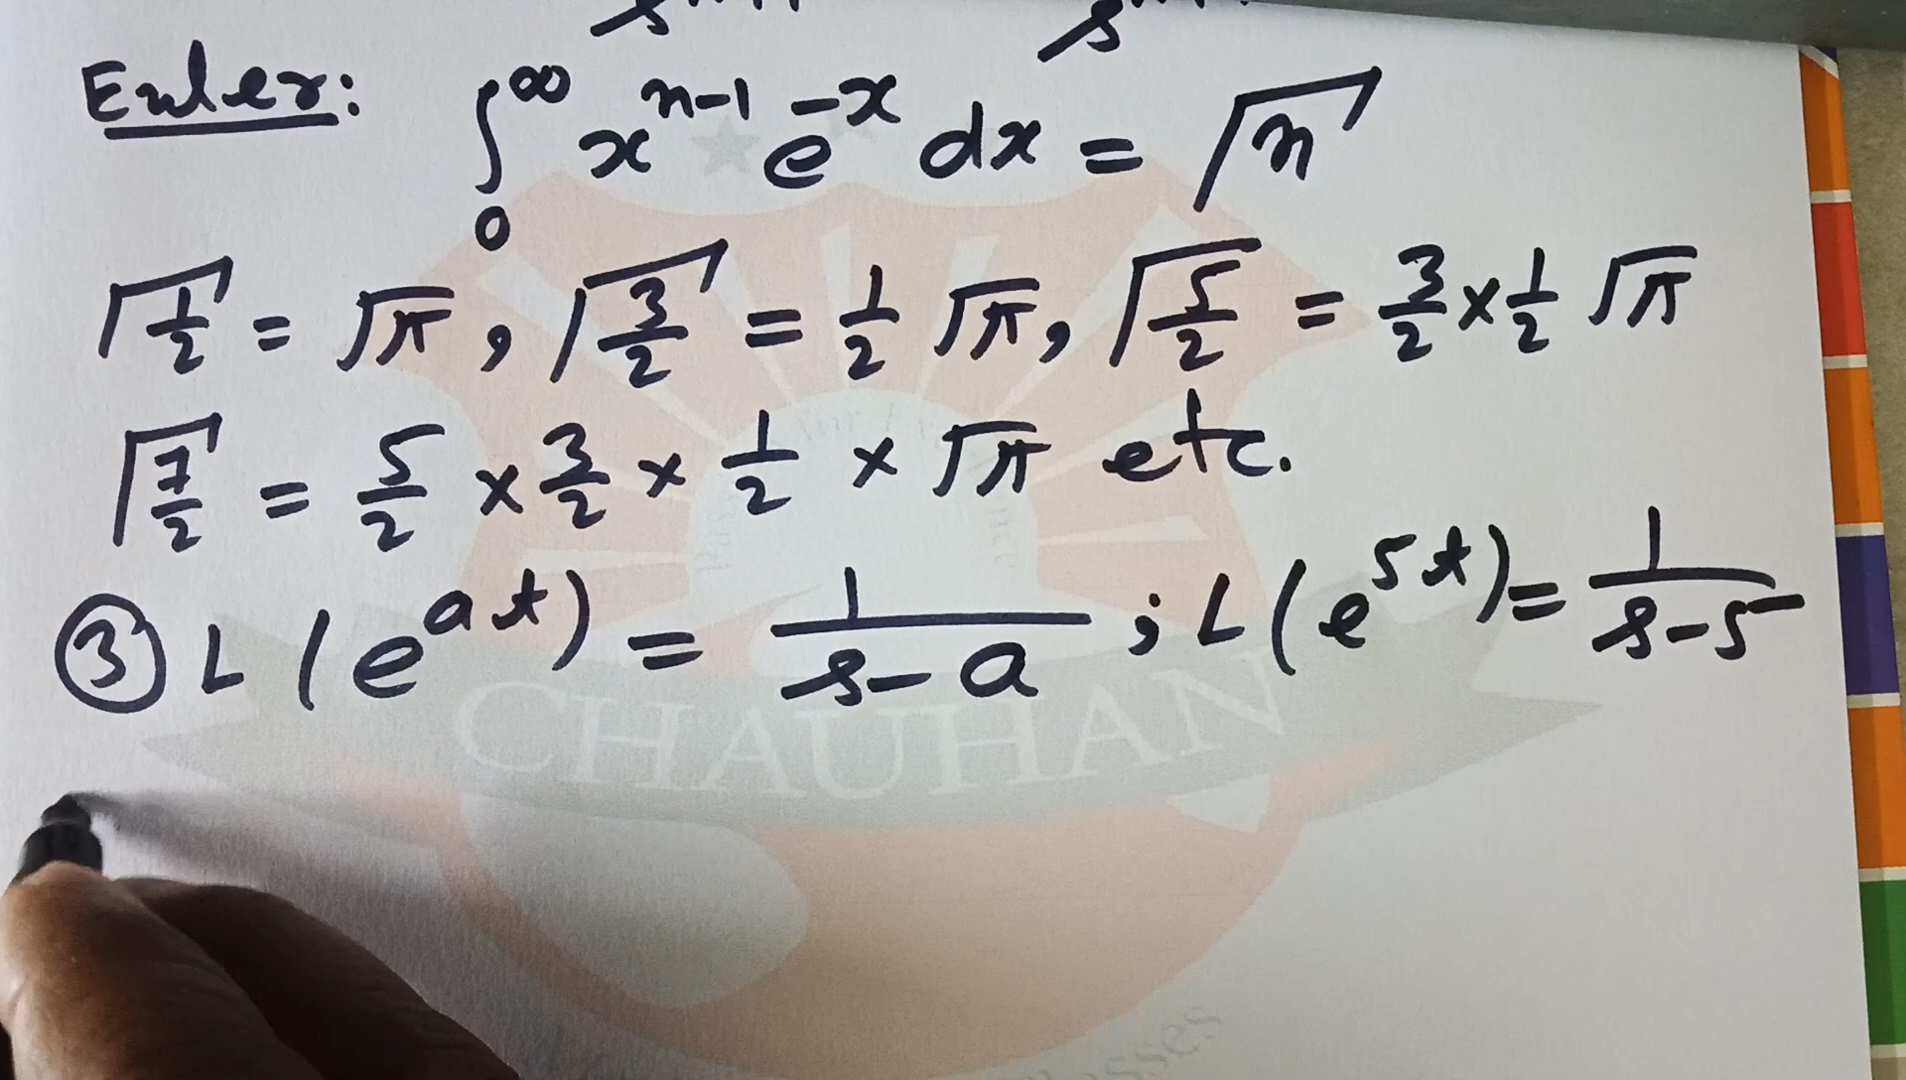 Euler: ∫₀^∞ x^(n-1) e^(-x) dx = Γn
Γ1/2 = √π, Γ3/2 = 1/2 √π, Γ5/2 = 3/2 × 1/2 √π
Γ7/2 = 5/2 × 3/2 × 1/2 × √π etc.
③ L(e^(at)) = 1/(s-a) ; L(e^(5t)) = 1/(s-5)
CHAUHAN